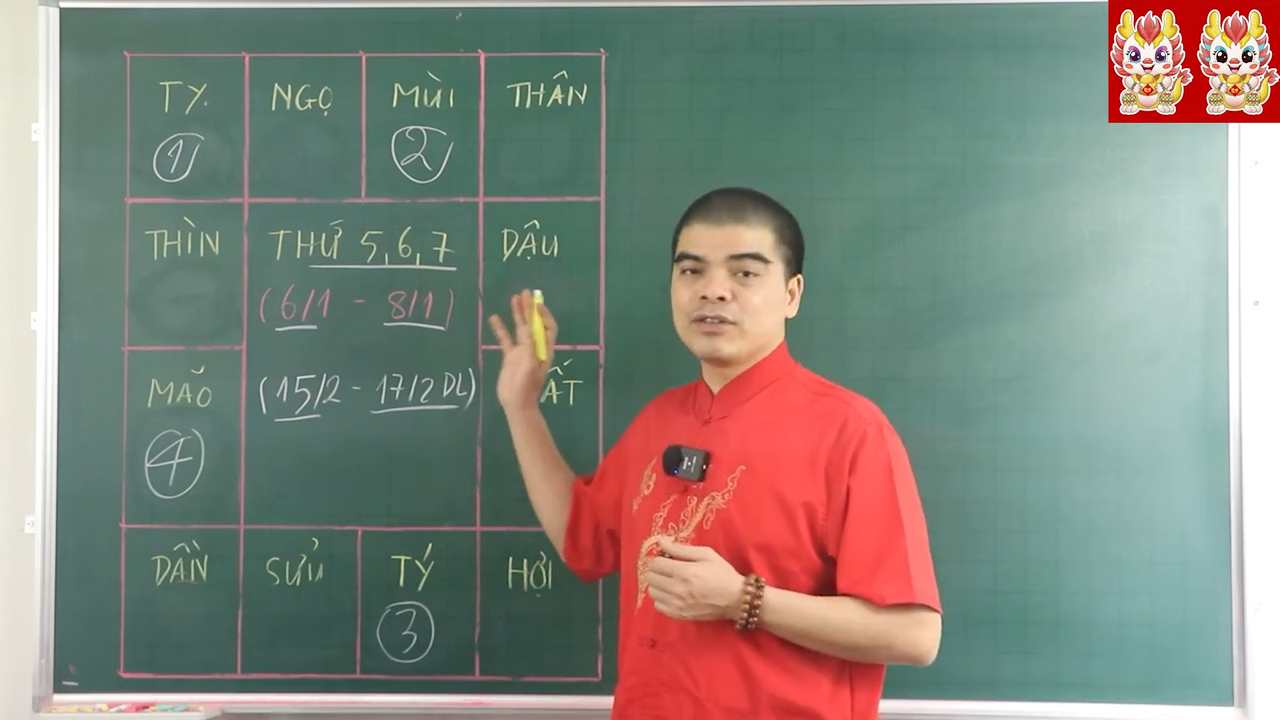 TỴ
NGỌ
MÙI
THÂN
1
2
THÌN
THỨ 5,6,7
DẬU
(6/1 - 8/1)
MÃO
(15/2 - 17/2 DL)
ẤT
4
DẦN
SỬU
TÝ
HỢI
3